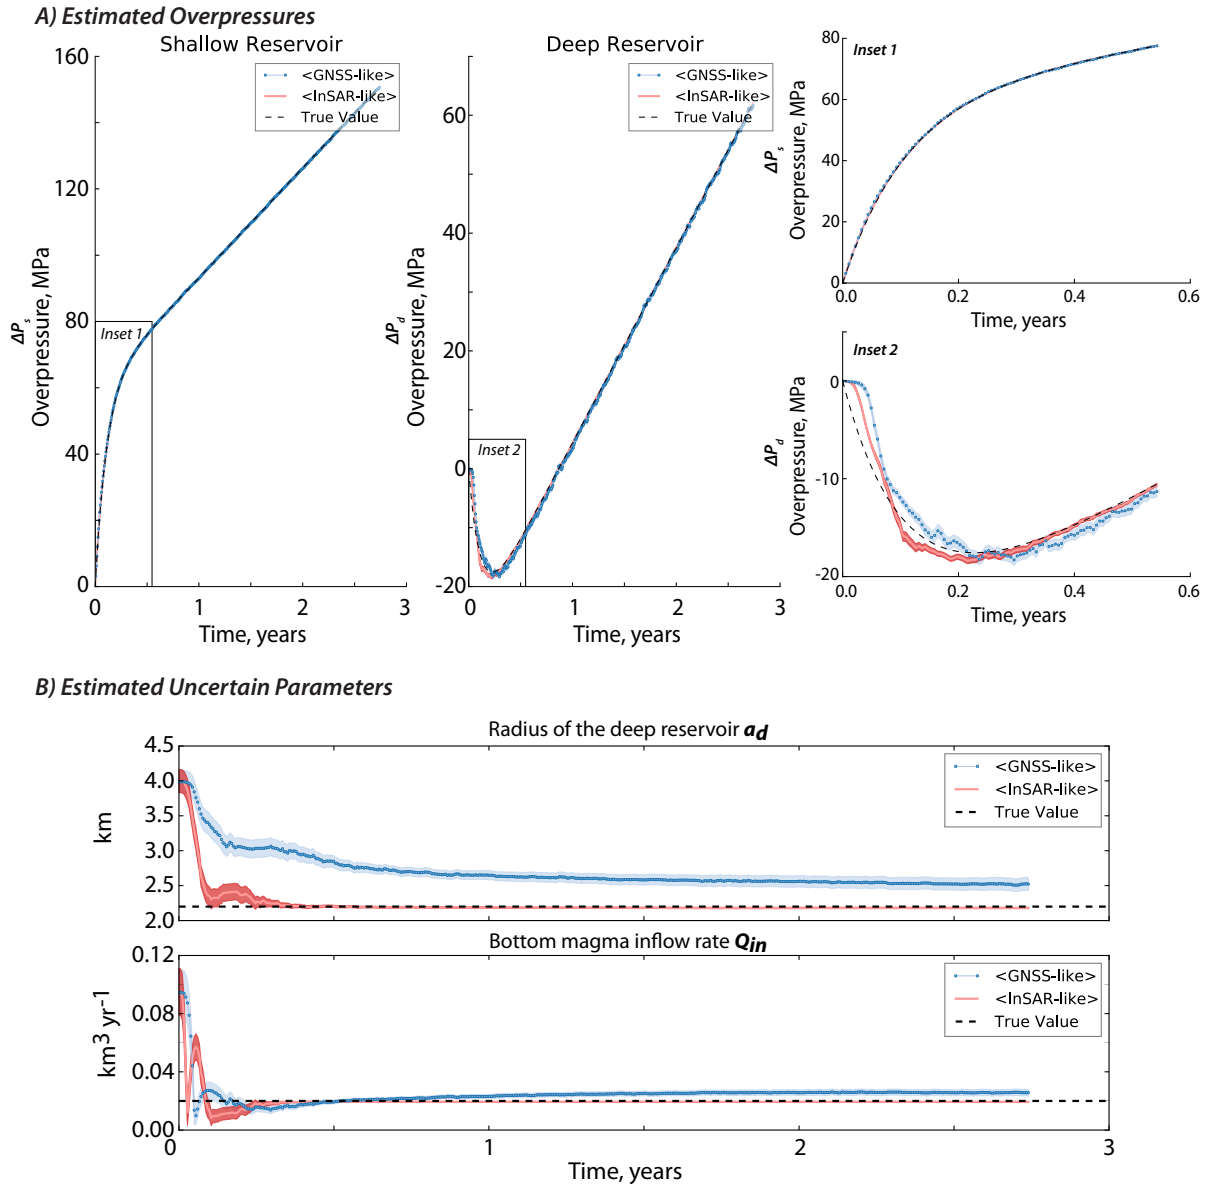 A) Estimated Overpressures
Shallow Reservoir
160
120
80
40
0
0
1
2
3
ΔPs
Overpressure, MPa
Time, years
Inset 1
<GNSS-like>
<InSAR-like>
True Value
Deep Reservoir
60
40
20
0
-20
0
1
2
3
ΔPd
Overpressure, MPa
Time, years
Inset 2
<GNSS-like>
<InSAR-like>
True Value
Inset 1
80
60
40
20
0
0.0
0.2
0.4
0.6
ΔPs
Overpressure, MPa
Time, years
Inset 2
0
-10
-20
0.0
0.2
0.4
0.6
ΔPd
Overpressure, MPa
Time, years
B) Estimated Uncertain Parameters
Radius of the deep reservoir ad
4.5
4.0
3.5
3.0
2.5
2.0
km
<GNSS-like>
<InSAR-like>
True Value
1
2
3
Bottom magma inflow rate Qin
0.12
0.08
0.04
0.00
km3 yr-1
<GNSS-like>
<InSAR-like>
True Value
0
1
2
3
Time, years